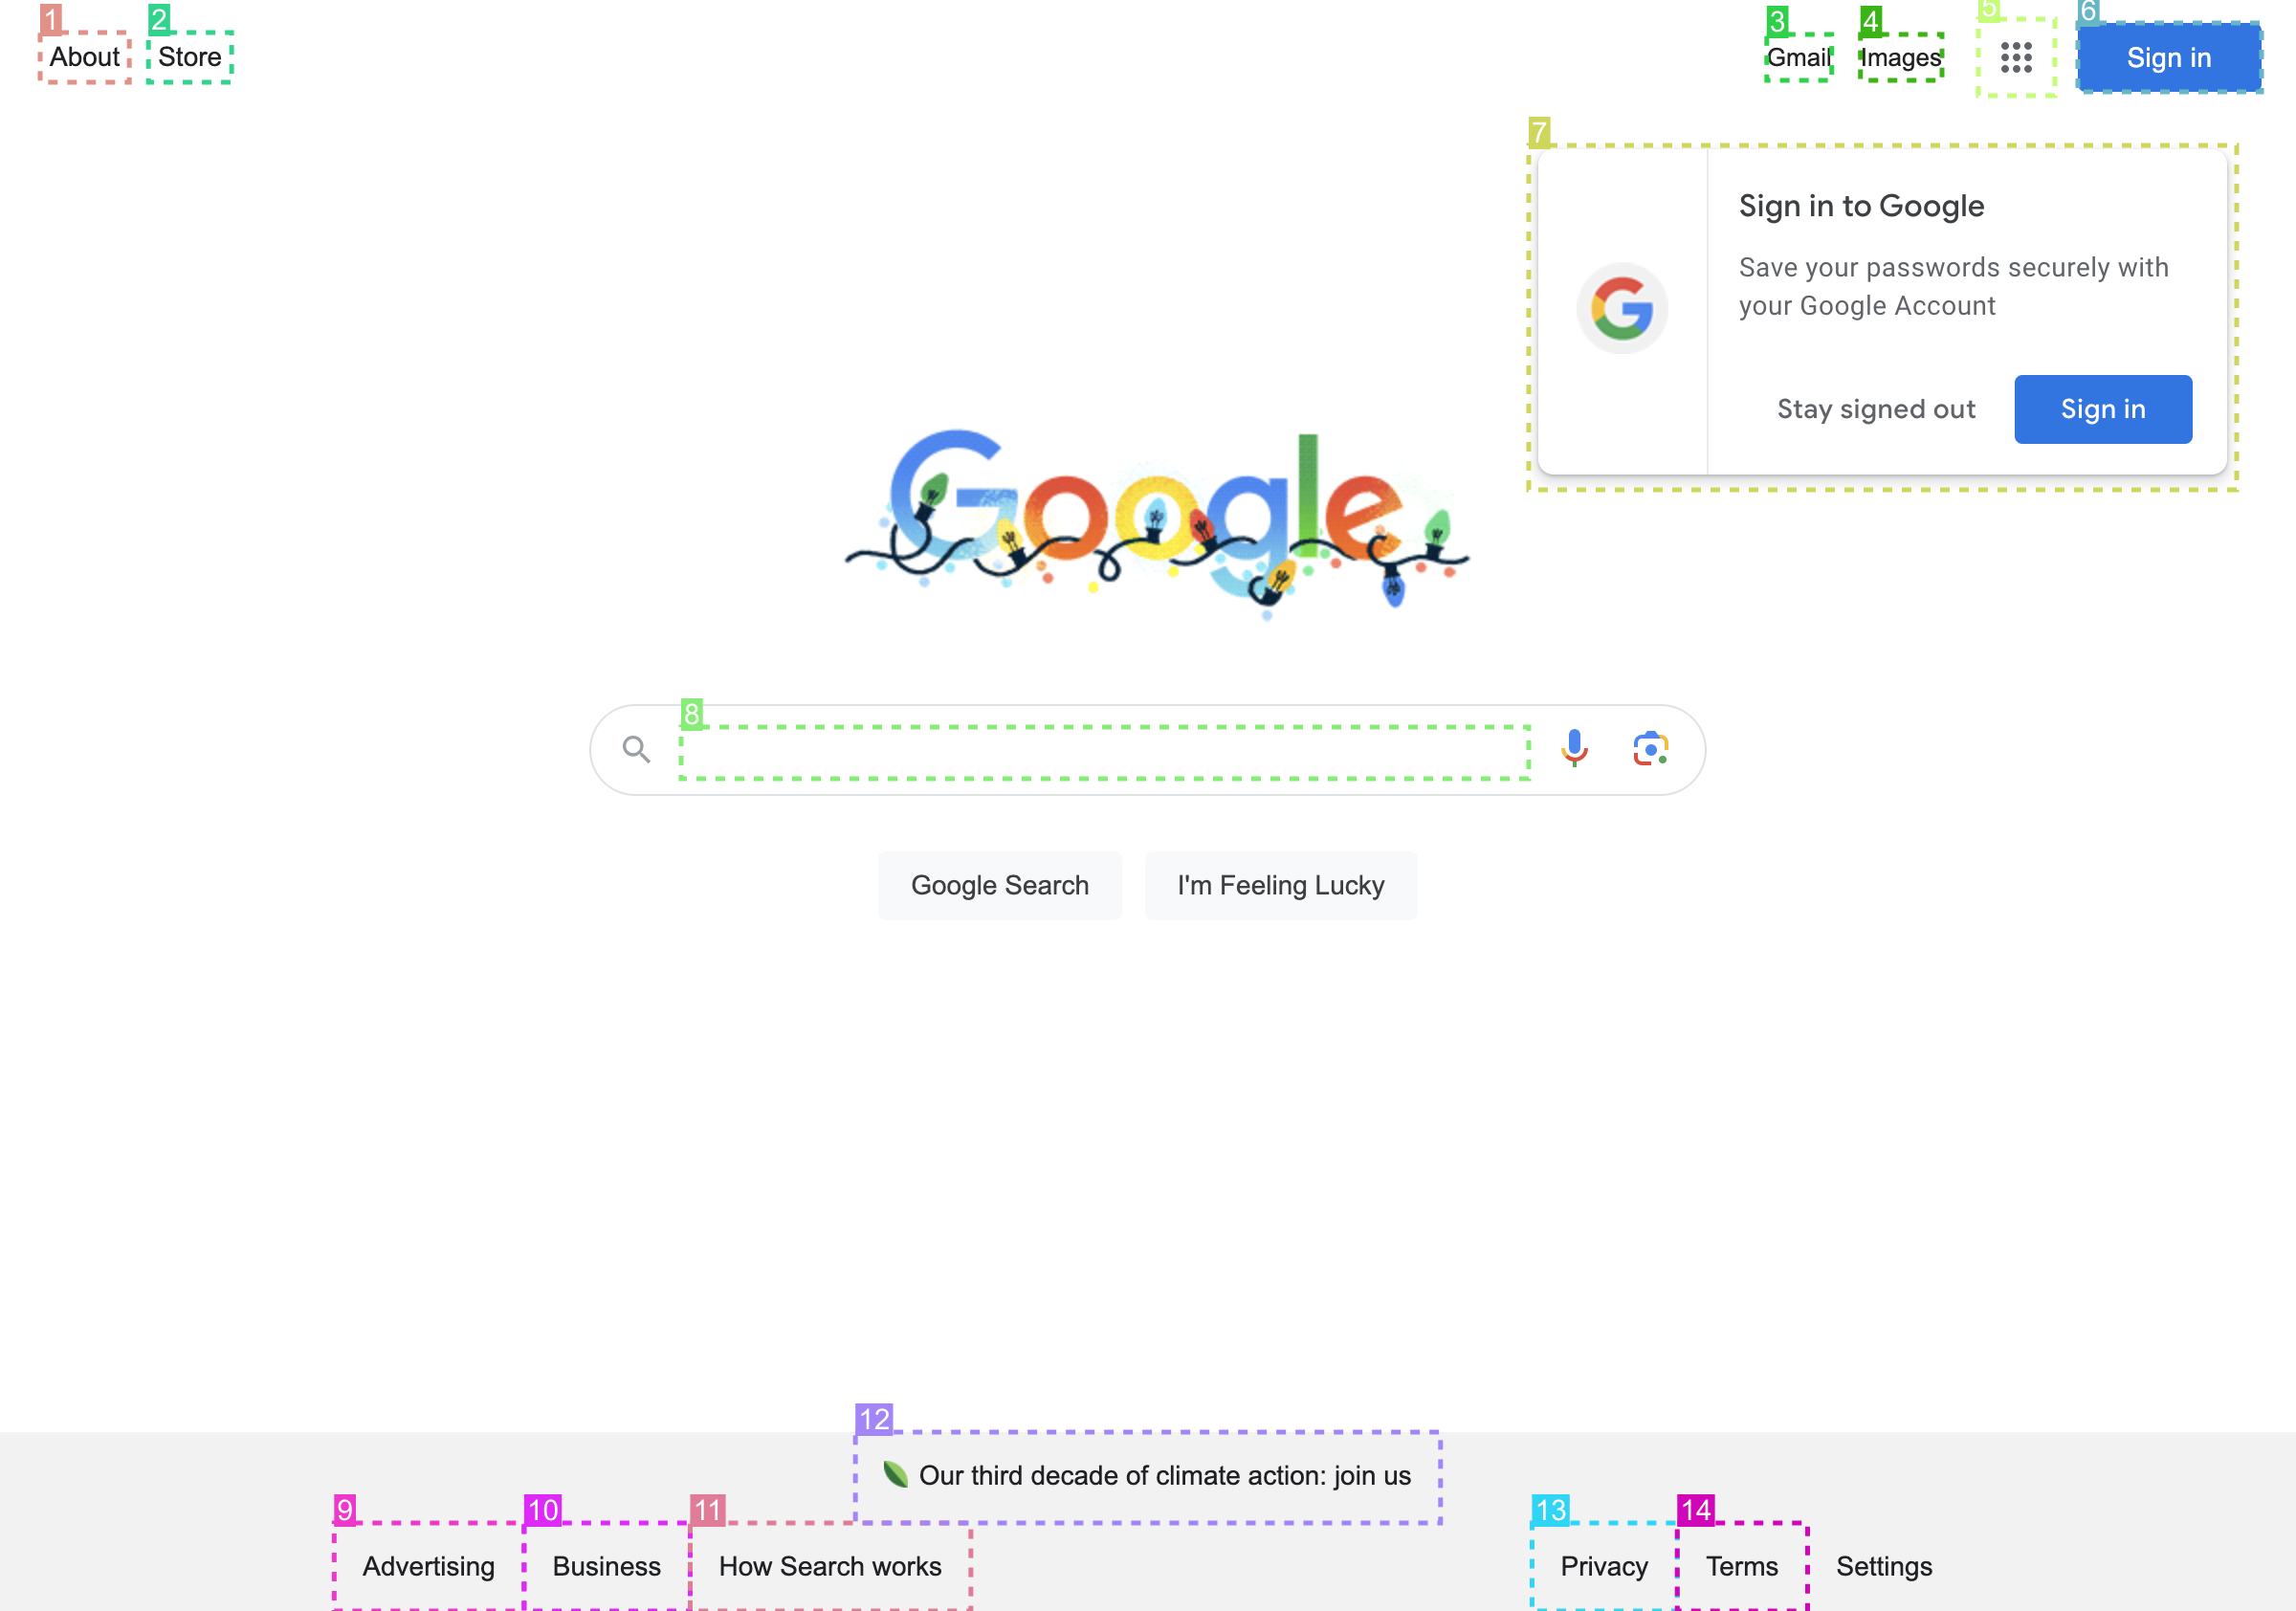 1
2
3
4
5
6
About
Store
Gmail
Images
Sign in
7
Sign in to Google
Save your passwords securely with
your Google Account
Stay signed out
Sign in
Google
8
Google Search
I'm Feeling Lucky
12
Our third decade of climate action: join us
9
10
11
13
14
Advertising
Business
How Search works
Privacy
Terms
Settings